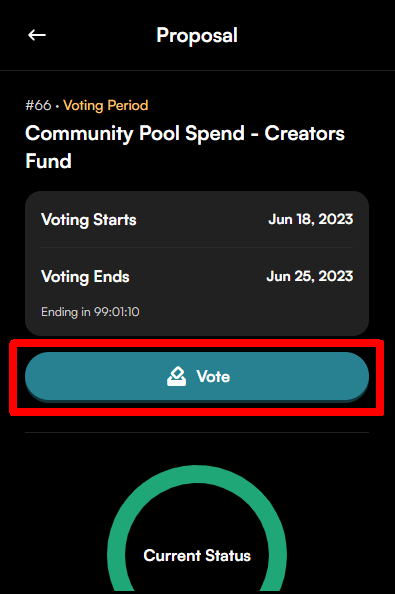 Proposal
#66 · Voting Period
Community Pool Spend - Creators
Fund
Voting Starts Jun 18, 2023
Voting Ends Jun 25, 2023
Ending in 99:01:10
Vote
Current Status